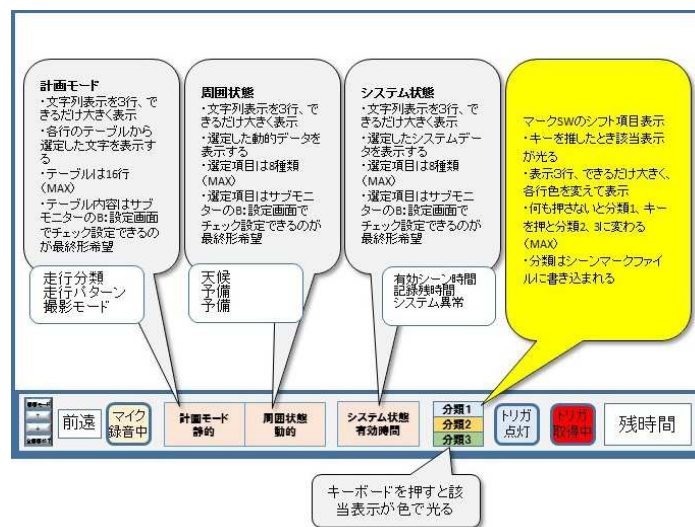 計画モード
・文字列表示を3行、で
きるだけ大きく表示
・各行のテーブルから
選定した文字を表示す
る
・テーブルは16行
(MAX)
・テーブル内容はサブ
モニターのB:設定画面
でチェック設定できるの
が最終形希望
走行分類
走行パターン
撮影モード
周囲状態
・文字列表示を3行、で
きるだけ大きく表示
・選定した動的データを
表示する
・選定項目は8種類
(MAX)
・選定項目はサブモニ
ターのB:設定画面で
チェック設定できるのが
最終形希望
天候
予備
予備
システム状態
・文字列表示を3行、で
きるだけ大きく表示
・選定したシステムデー
タを表示する
・選定項目は8種類
(MAX)
・選定項目はサブモニ
ターのB:設定画面で
チェック設定できるのが
最終形希望
有効シーン時間
記録残時間
システム異常
マークSWのシフト項目表示
・キーを推したとき該当表示
が光る
・表示3行、できるだけ大きく、
各行色を変えて表示
・何も押さないと分類1、キー
を押と分類2、3に変わる
(MAX)
・分類はシーンマークファイ
ルに書き込まれる
前遠
マイク
録音中
計画モード
静的
周囲状態
動的
システム状態
有効時間
分類1
分類2
分類3
トリガ
点灯
トリガ
取得中
残時間
キーボードを押すと該
当表示が色で光る